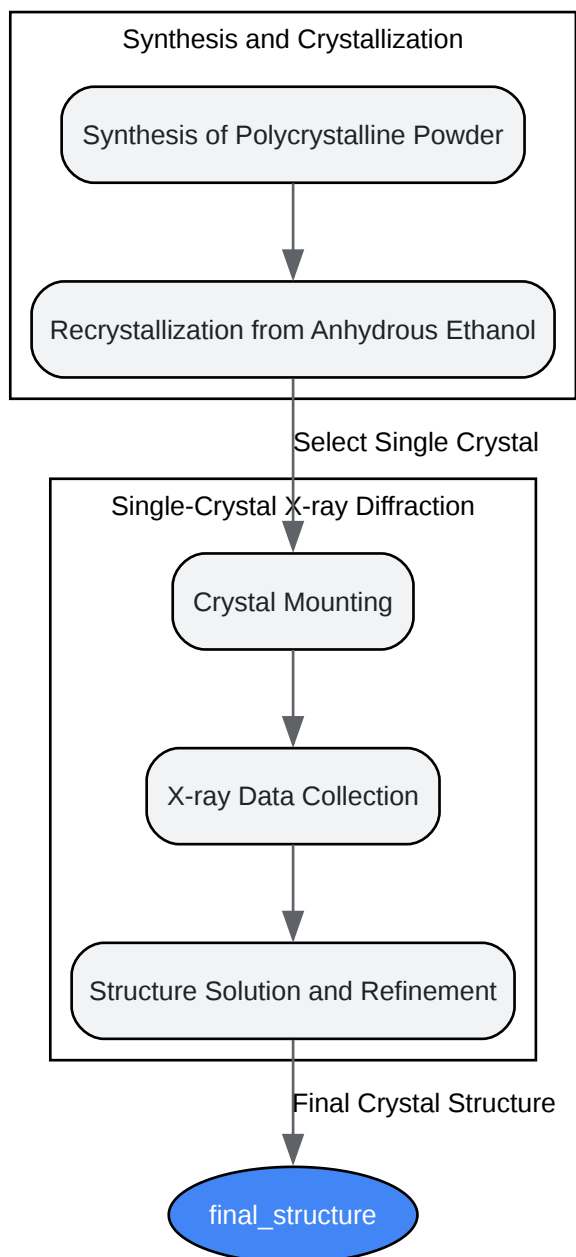 Synthesis and Crystallization
Synthesis of Polycrystalline Powder
Recrystallization from Anhydrous Ethanol
Select Single Crystal
Single-Crystal X-ray Diffraction
Crystal Mounting
X-ray Data Collection
Structure Solution and Refinement
Final Crystal Structure
final_structure